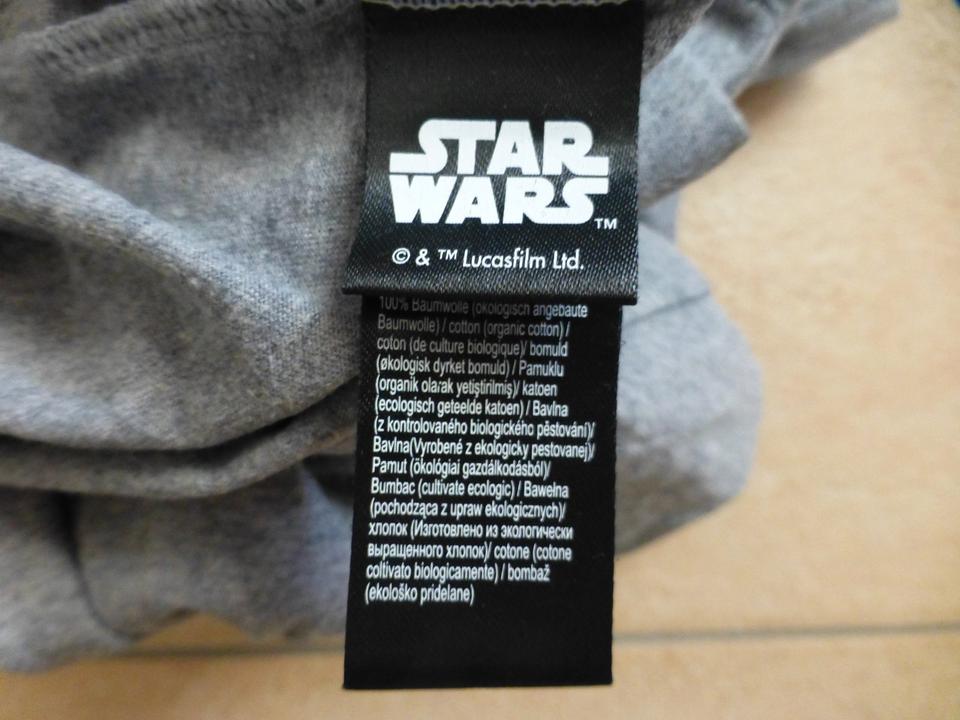 STAR
WARS™
© & ™ Lucasfilm Ltd.
100% Baumwolle (ökologisch angebaute
Baumwolle) / cotton (organic cotton) /
coton (de culture biologique)/ bomuld
(økologisk dyrket bomuld) / Pamuklu
(organik olarak yetiştirilmiş)/ katoen
(ecologisch geteelde katoen) / Bavlna
(z kontrolovaného biologického pěstování)/
Bavlna(Vyrobené z ekologicky pestovanej)/
Pamut (ökológiai gazdálkodásból)/
Bumbac (cultivate ecologic) / Bawełna
(pochodząca z upraw ekologicznych)/
хлопок (Изготовлено из экологически
выращенного хлопок)/ cotone (cotone
coltivato biologicamente) / bombaž
(ekološko pridelane)